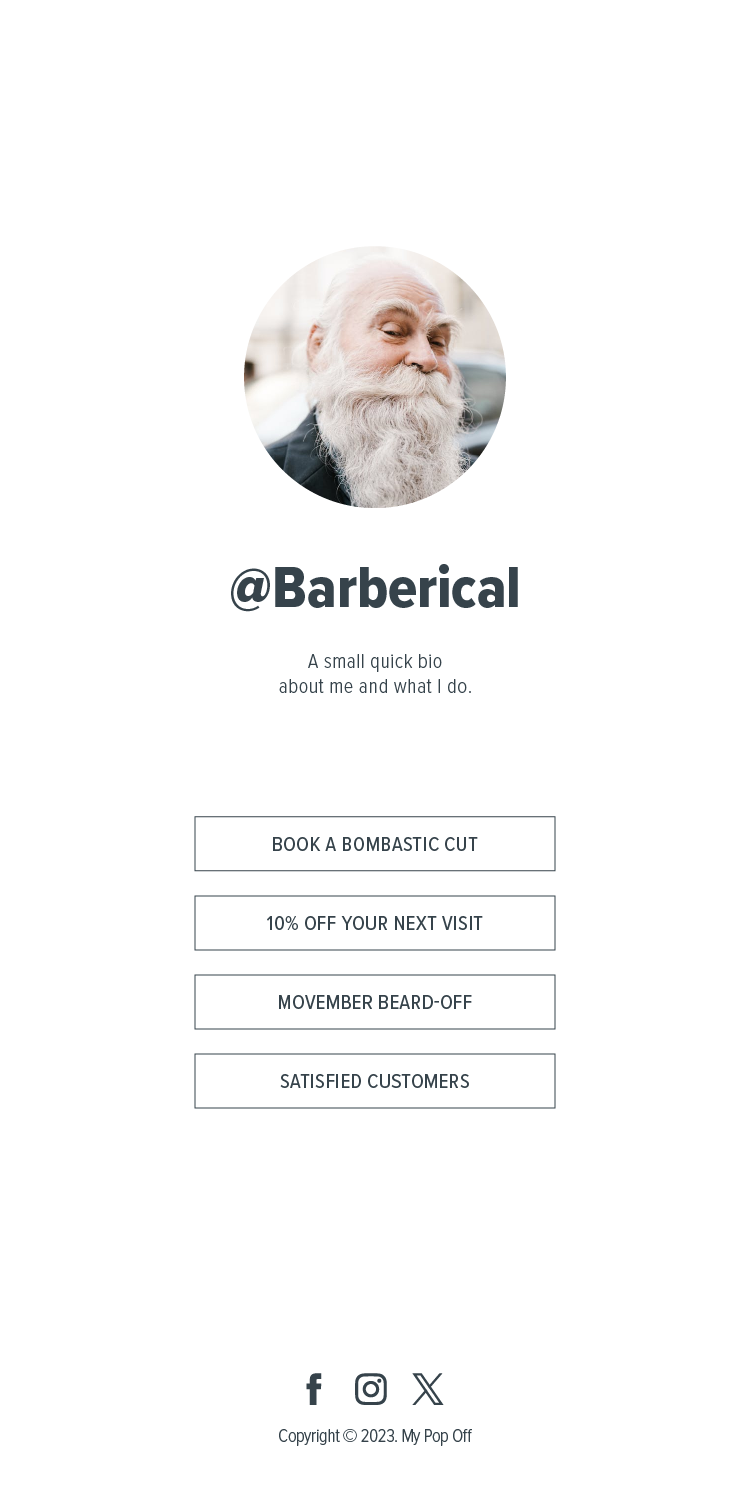 @Barberical
A small quick bio
about me and what I do.
BOOK A BOMBASTIC CUT
10% OFF YOUR NEXT VISIT
MOVEMBER BEARD-OFF
SATISFIED CUSTOMERS
Copyright © 2023. My Pop Off